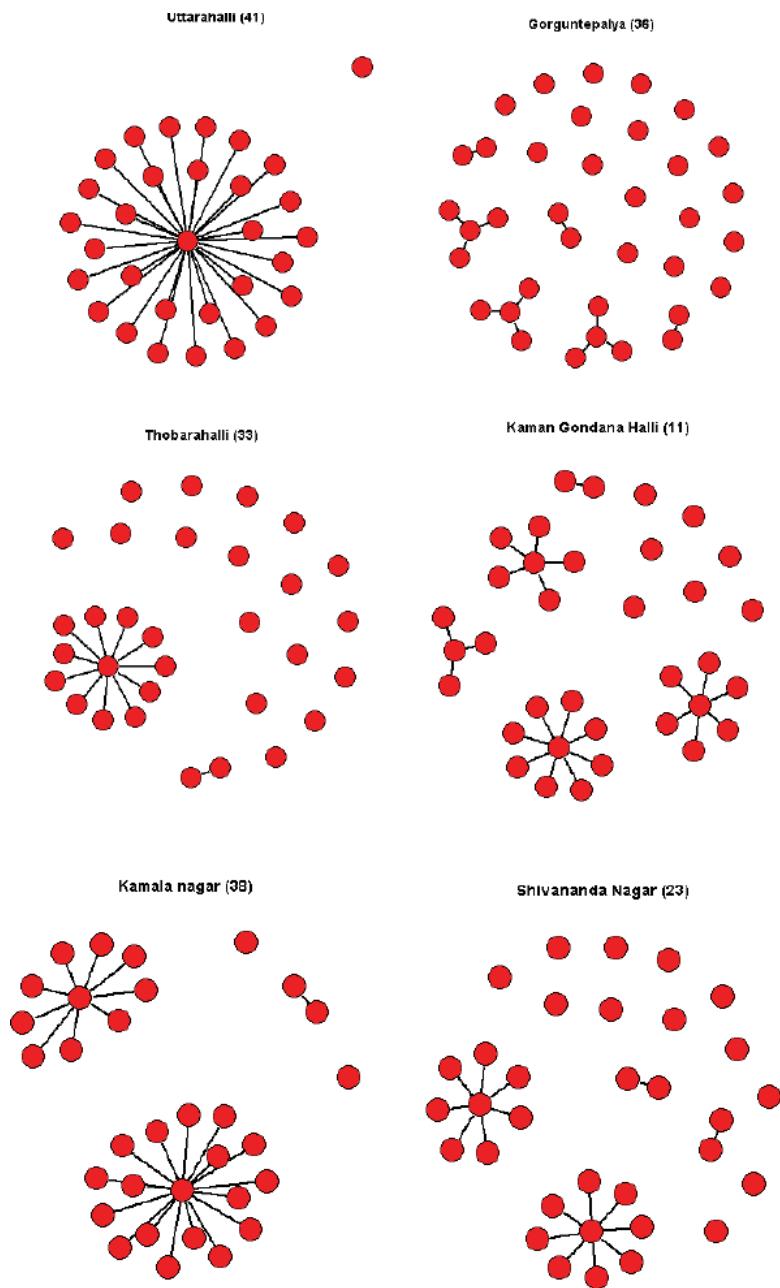 Uttarahalli (41)
Gorguntepalya (36)
Thobarahalli (33)
Kaman Gondana Halli (11)
Kamala nagar (38)
Shivananda Nagar (23)